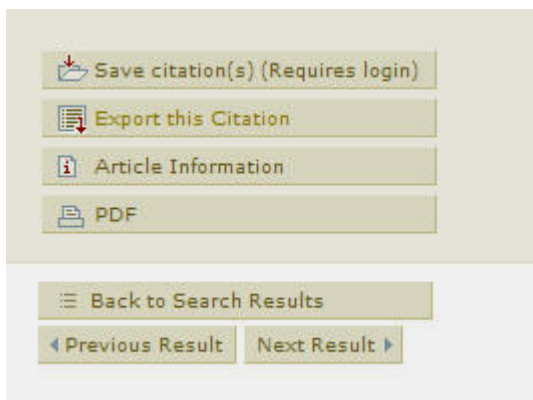 Save citation(s) (Requires login)
Export this Citation
Article Information
PDF
Back to Search Results
Previous Result Next Result